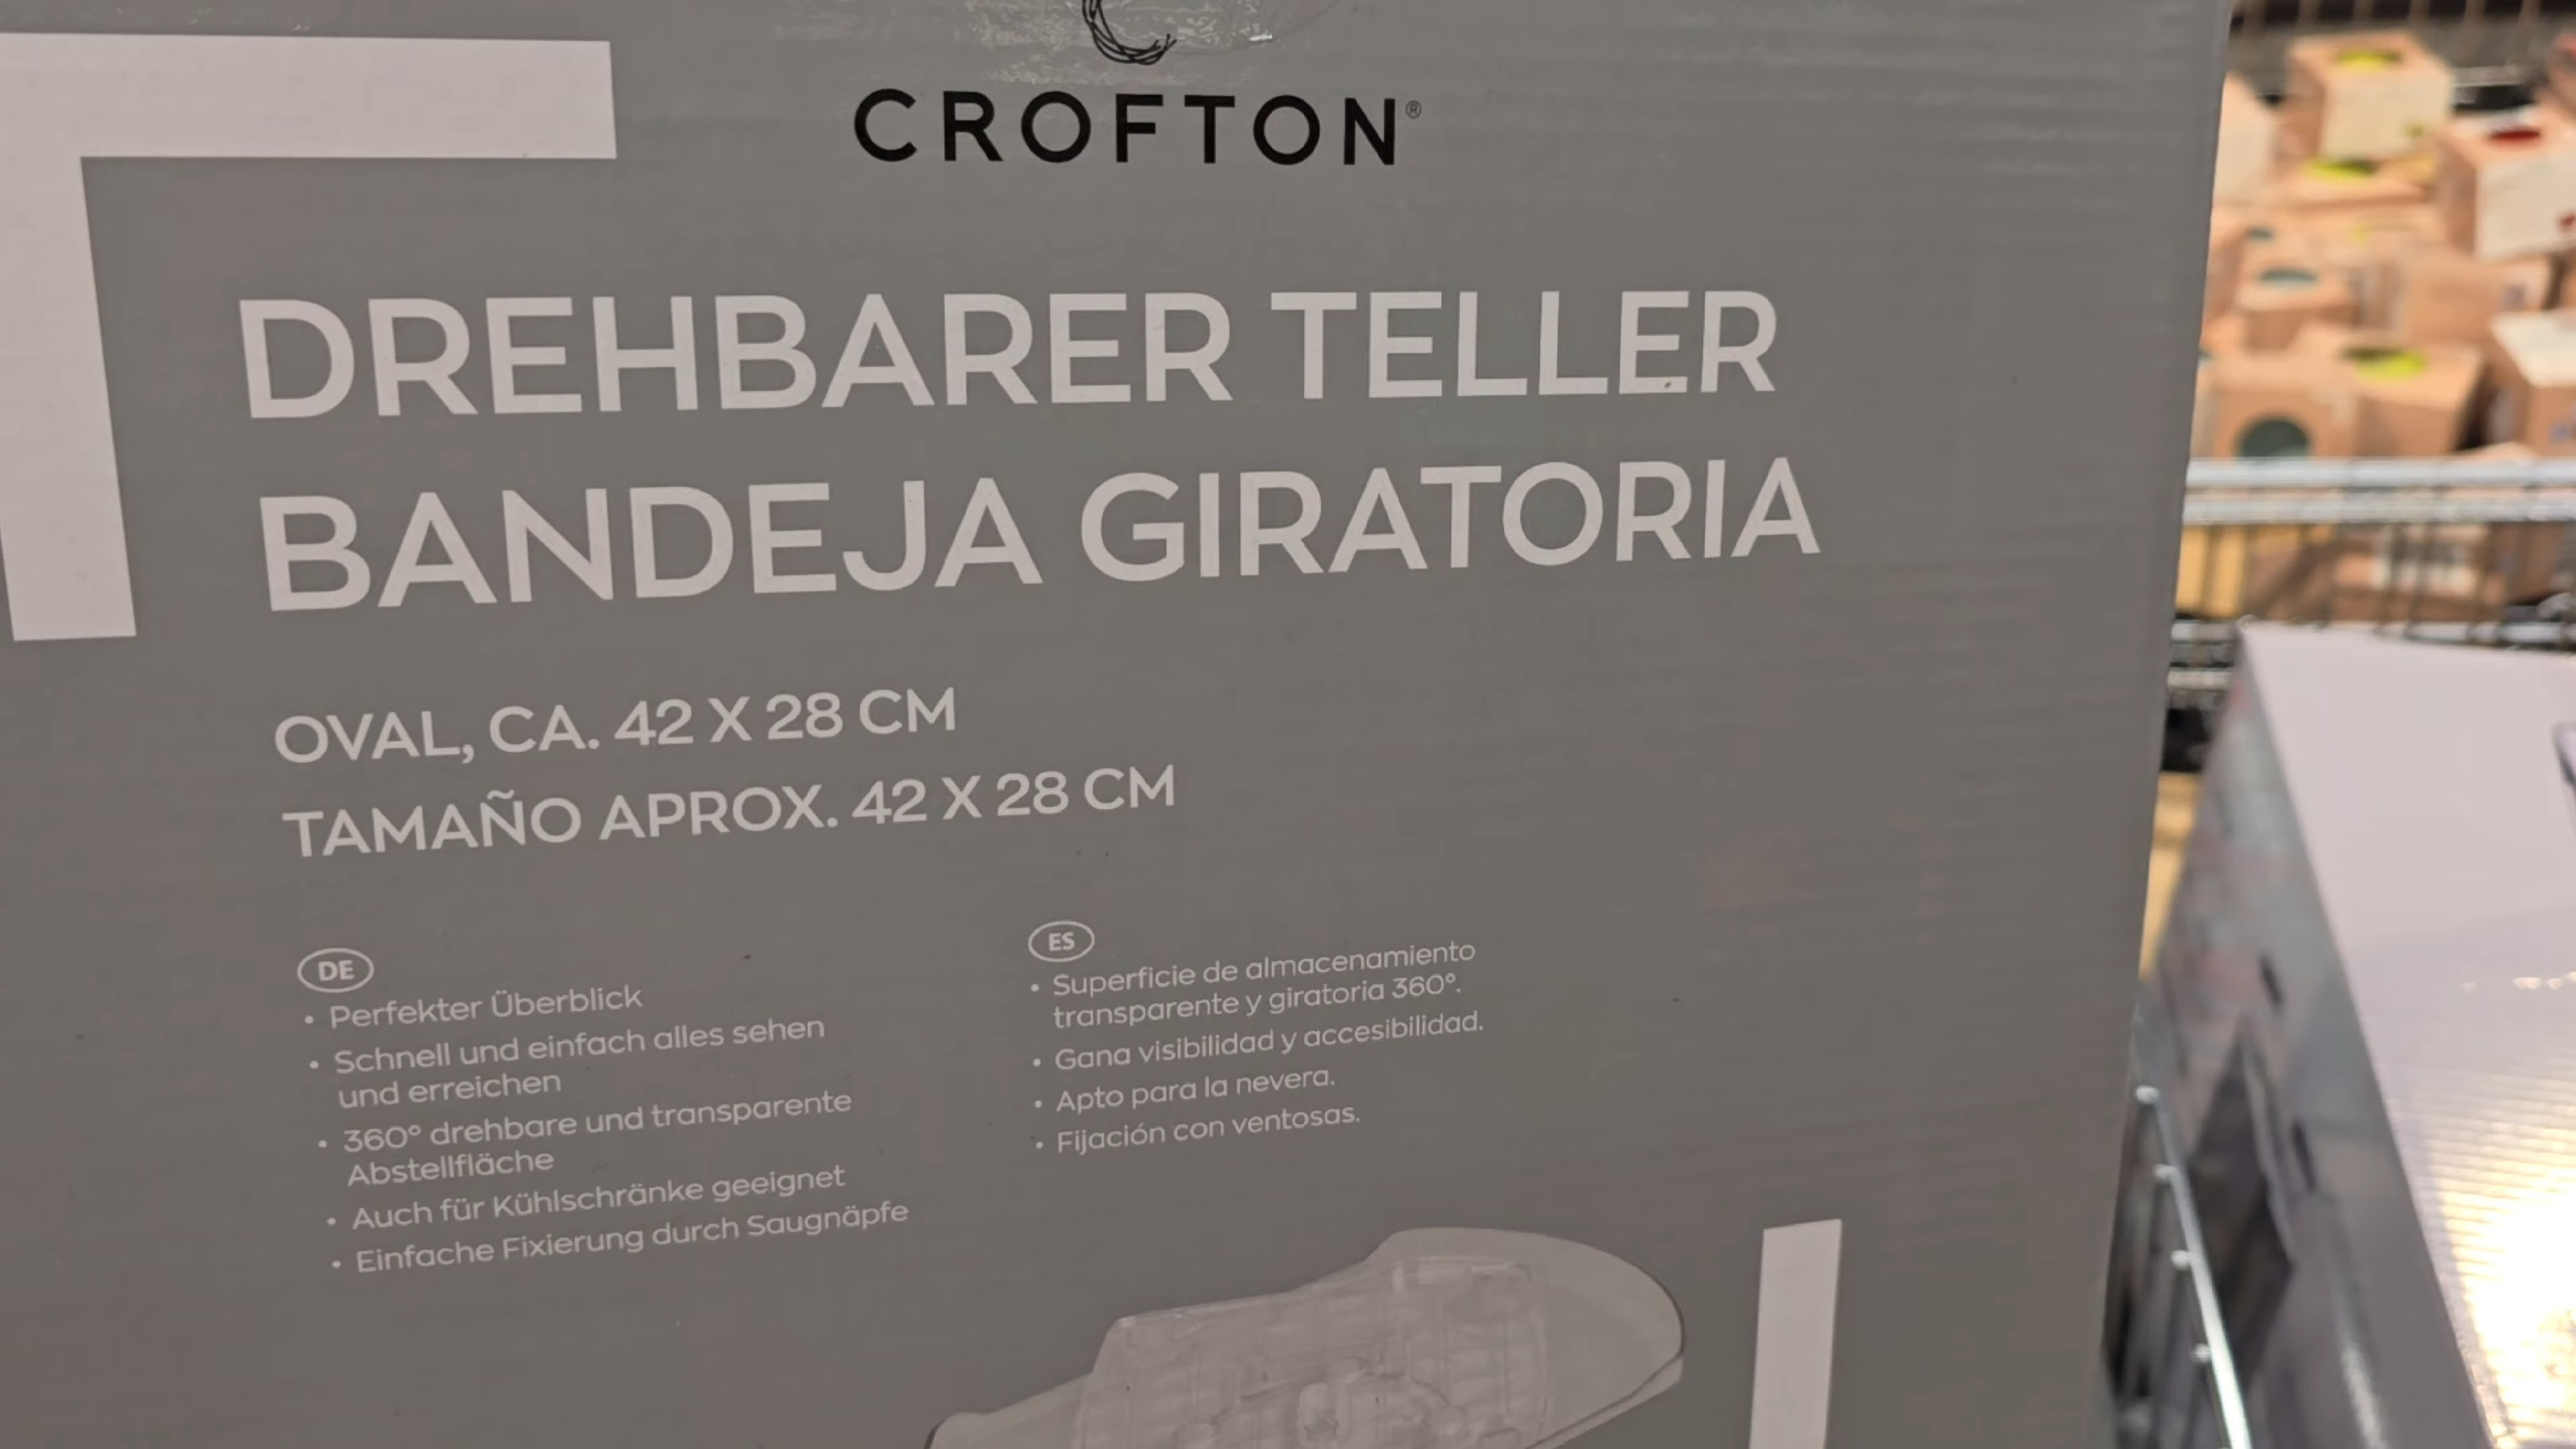 CROFTON®
DREHBARER TELLER
BANDEJA GIRATORIA
OVAL, CA. 42 X 28 CM
TAMAÑO APROX. 42 X 28 CM
DE
• Perfekter Überblick
• Schnell und einfach alles sehen
und erreichen
• 360° drehbare und transparente
Abstellfläche
• Auch für Kühlschränke geeignet
• Einfache Fixierung durch Saugnäpfe
ES
• Superficie de almacenamiento
transparente y giratoria 360°.
• Gana visibilidad y accesibilidad.
• Apto para la nevera.
• Fijación con ventosas.